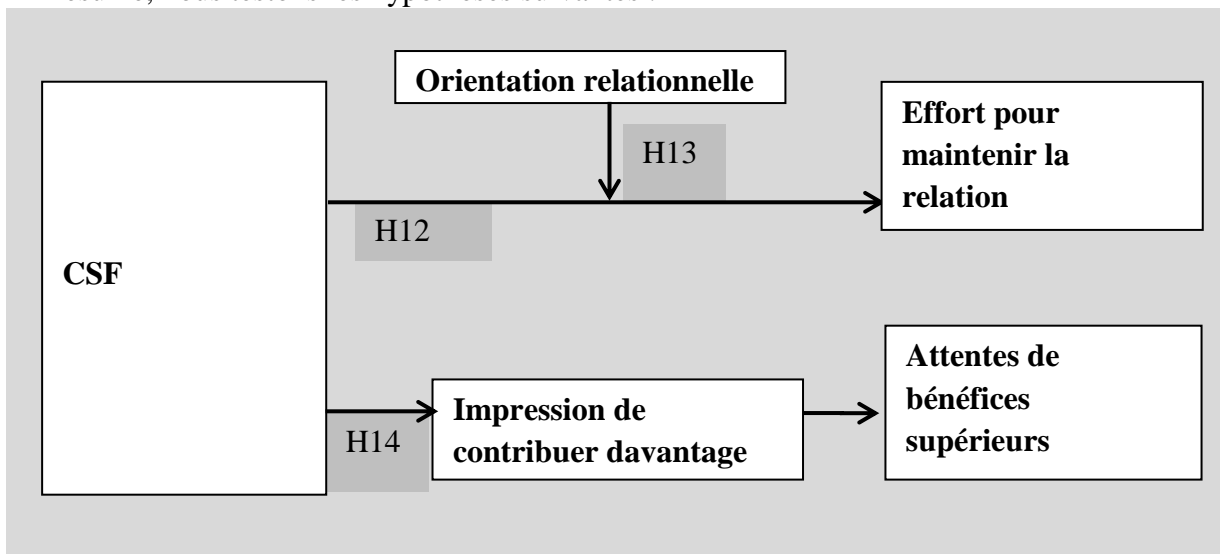 Orientation relationnelle
Effort pour
maintenir la
relation
H13
H12
CSF
Attentes de
bénéfices
supérieurs
Impression de
contribuer davantage
H14